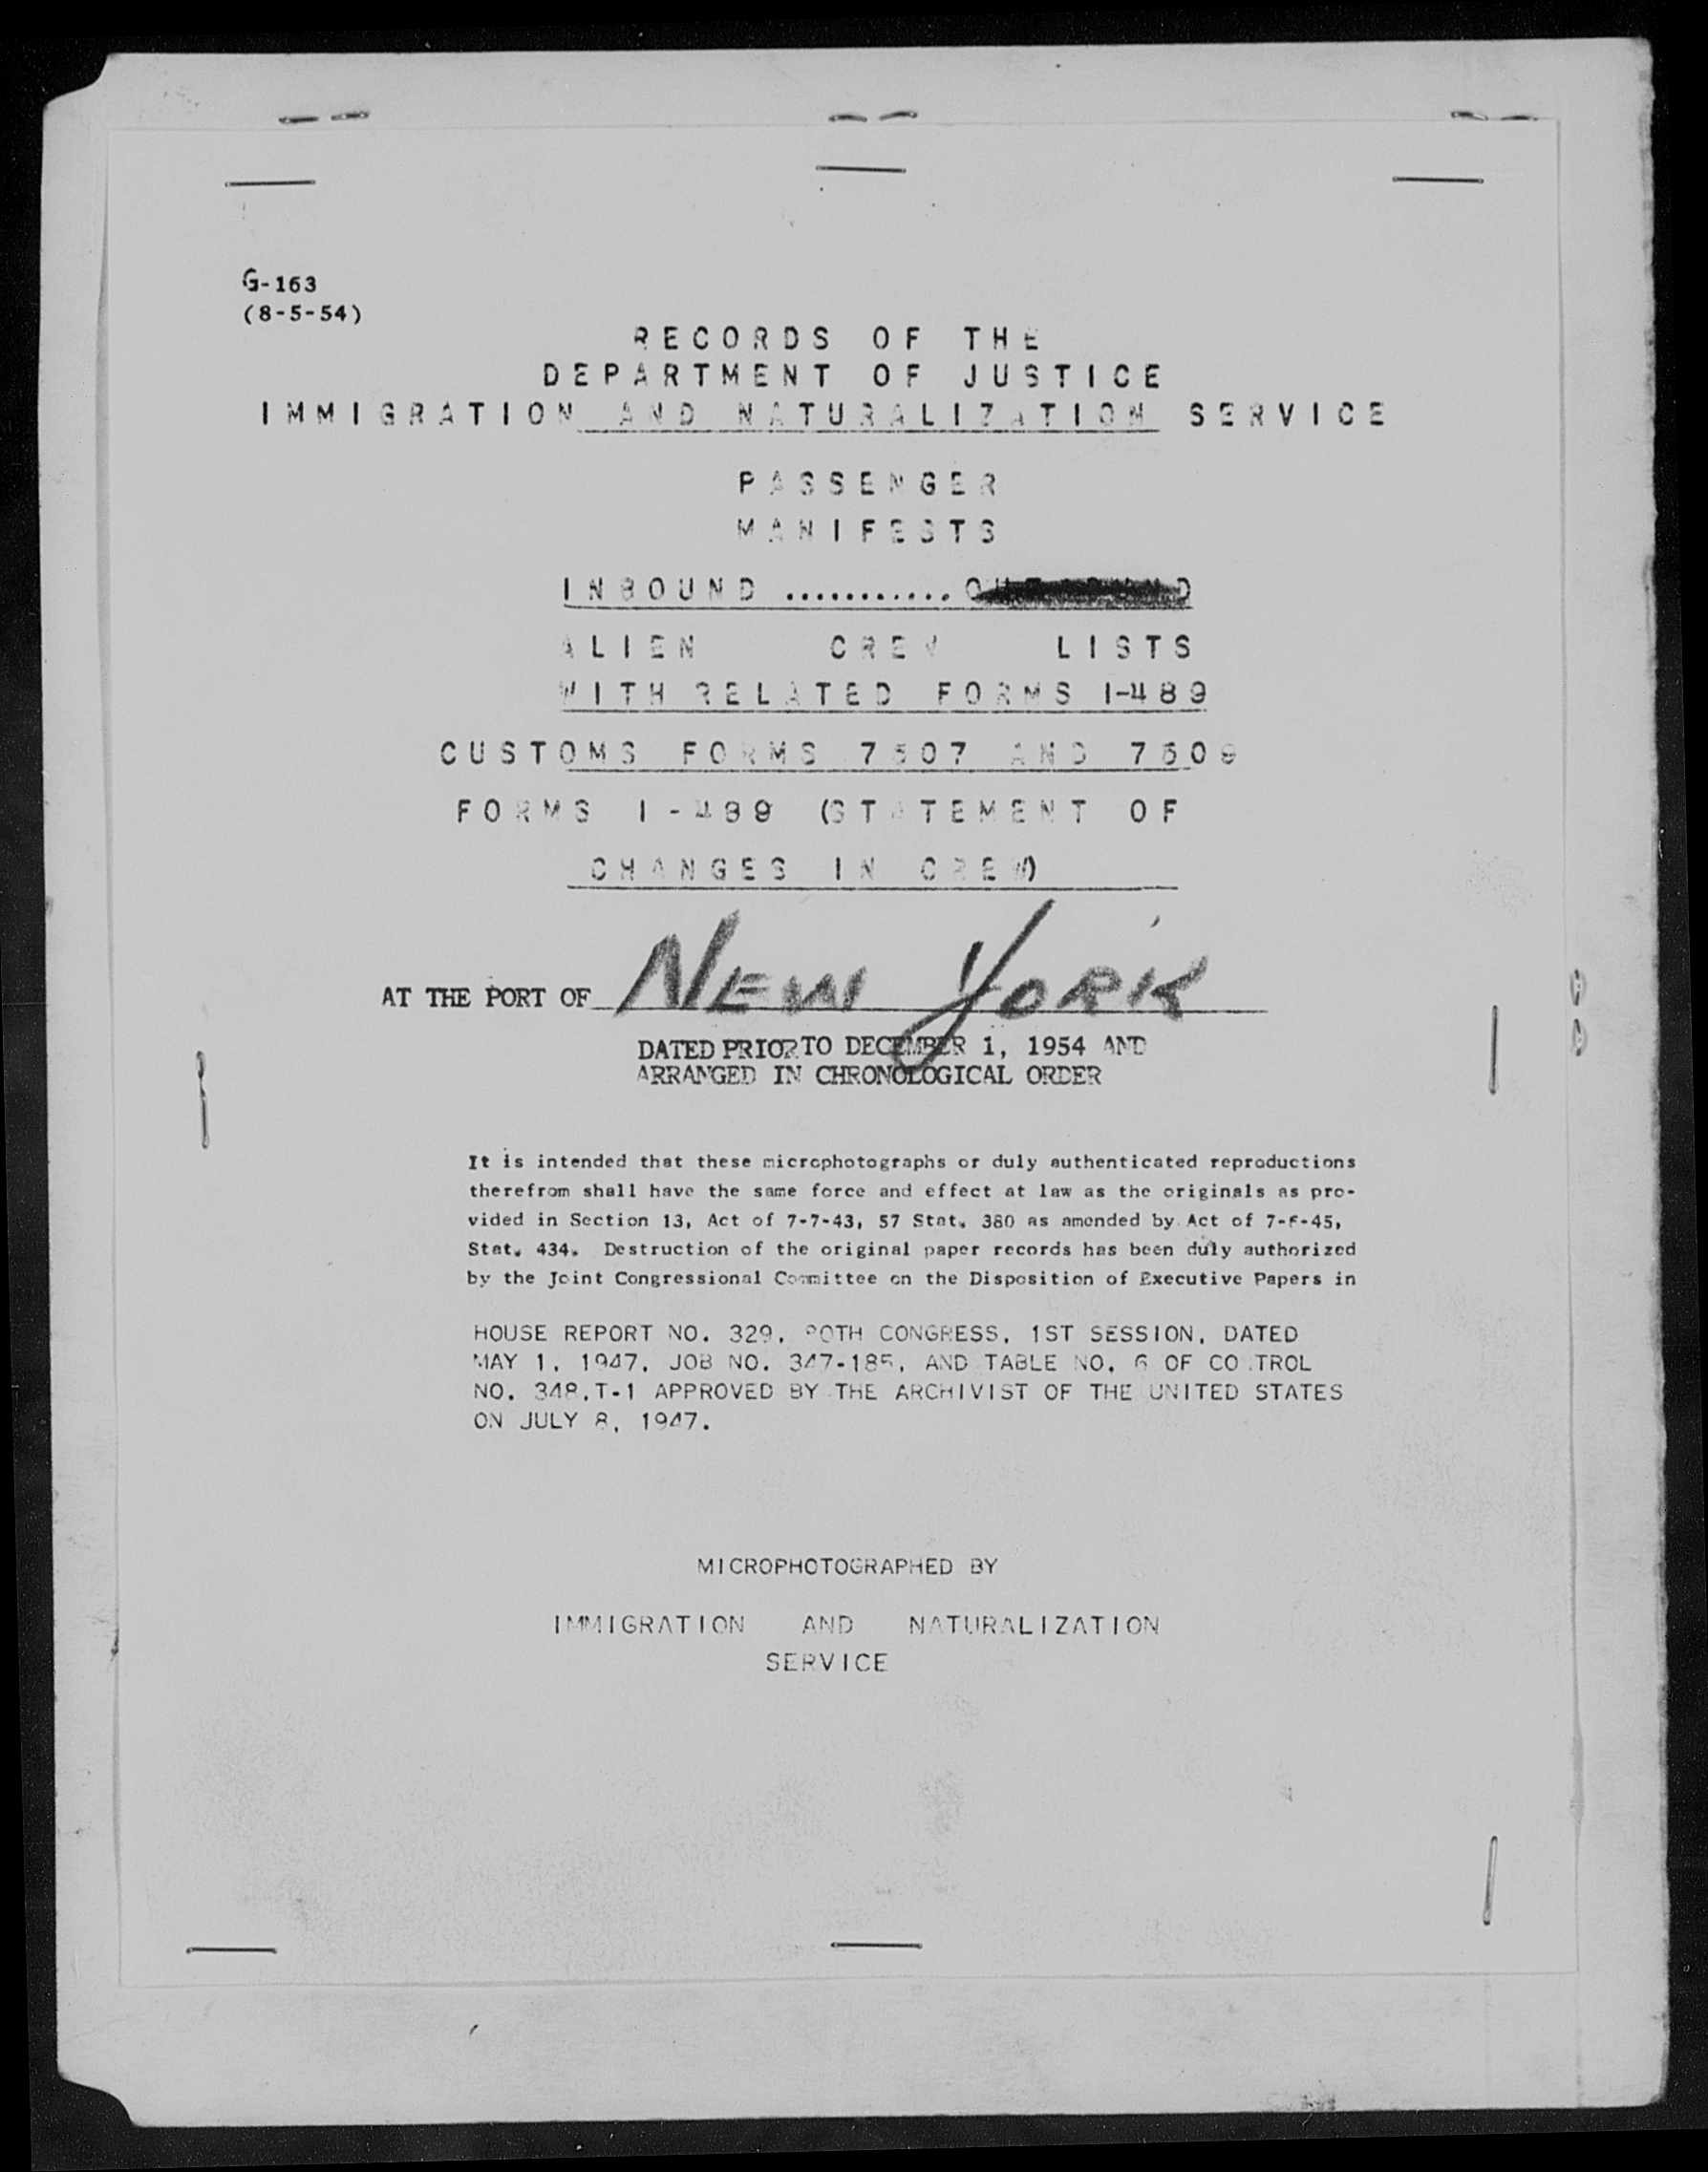 G-163
(8-5-54)
RECORDS OF THE
DEPARTMENT OF JUSTICE
IMMIGRATION AND NATURALIZATION SERVICE
PASSENGER
MANIFESTS
INBOUND ...........
ALIEN CREW LISTS
WITH RELATED FORMS I-489
CUSTOMS FORMS 7507 AND 7509
FORMS I-489 (STATEMENT OF
CHANGES IN CREW)
AT THE PORT OF NEW YORK
DATED PRIOR TO DECEMBER 1, 1954 AND
ARRANGED IN CHRONOLOGICAL ORDER
It is intended that these microphotographs or duly authenticated reproductions
therefrom shall have the same force and effect at law as the originals as pro-
vided in Section 13, Act of 7-7-43, 57 Stat. 380 as amended by Act of 7-6-45,
Stat. 434. Destruction of the original paper records has been duly authorized
by the Joint Congressional Committee on the Disposition of Executive Papers in
HOUSE REPORT NO. 329, 80TH CONGRESS, 1ST SESSION, DATED
MAY 1, 1947, JOB NO. 347-185, AND TABLE NO. 6 OF CO TROL
NO. 348,T-1 APPROVED BY THE ARCHIVIST OF THE UNITED STATES
ON JULY 8, 1947.
MICROPHOTOGRAPHED BY
IMMIGRATION AND NATURALIZATION
SERVICE